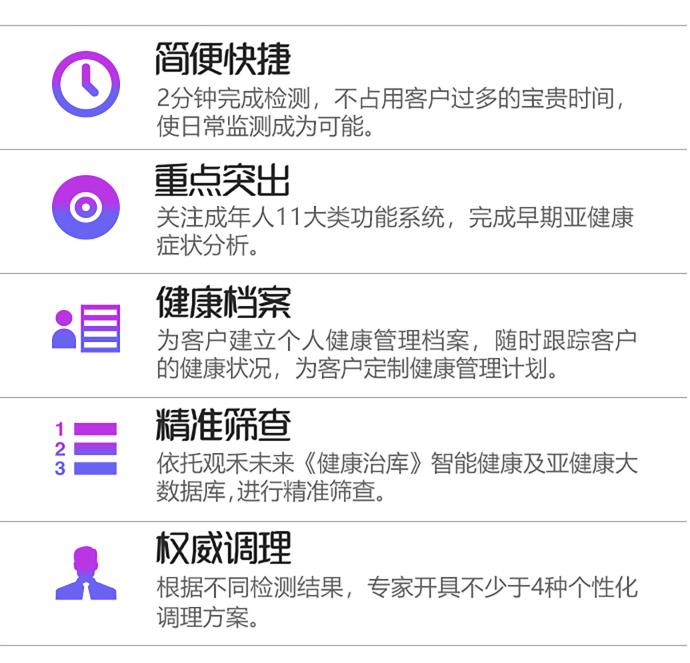 简便快捷
2分钟完成检测，不占用客户过多的宝贵时间，
使日常监测成为可能。
重点突出
关注成年人11大类功能系统，完成早期亚健康
症状分析。
健康档案
为客户建立个人健康管理档案，随时跟踪客户
的健康状况，为客户定制健康管理计划。
1
2
3
精准筛查
依托观禾未来《健康治库》智能健康及亚健康大
数据库,进行精准筛查。
权威调理
根据不同检测结果，专家开具不少于4种个性化
调理方案。